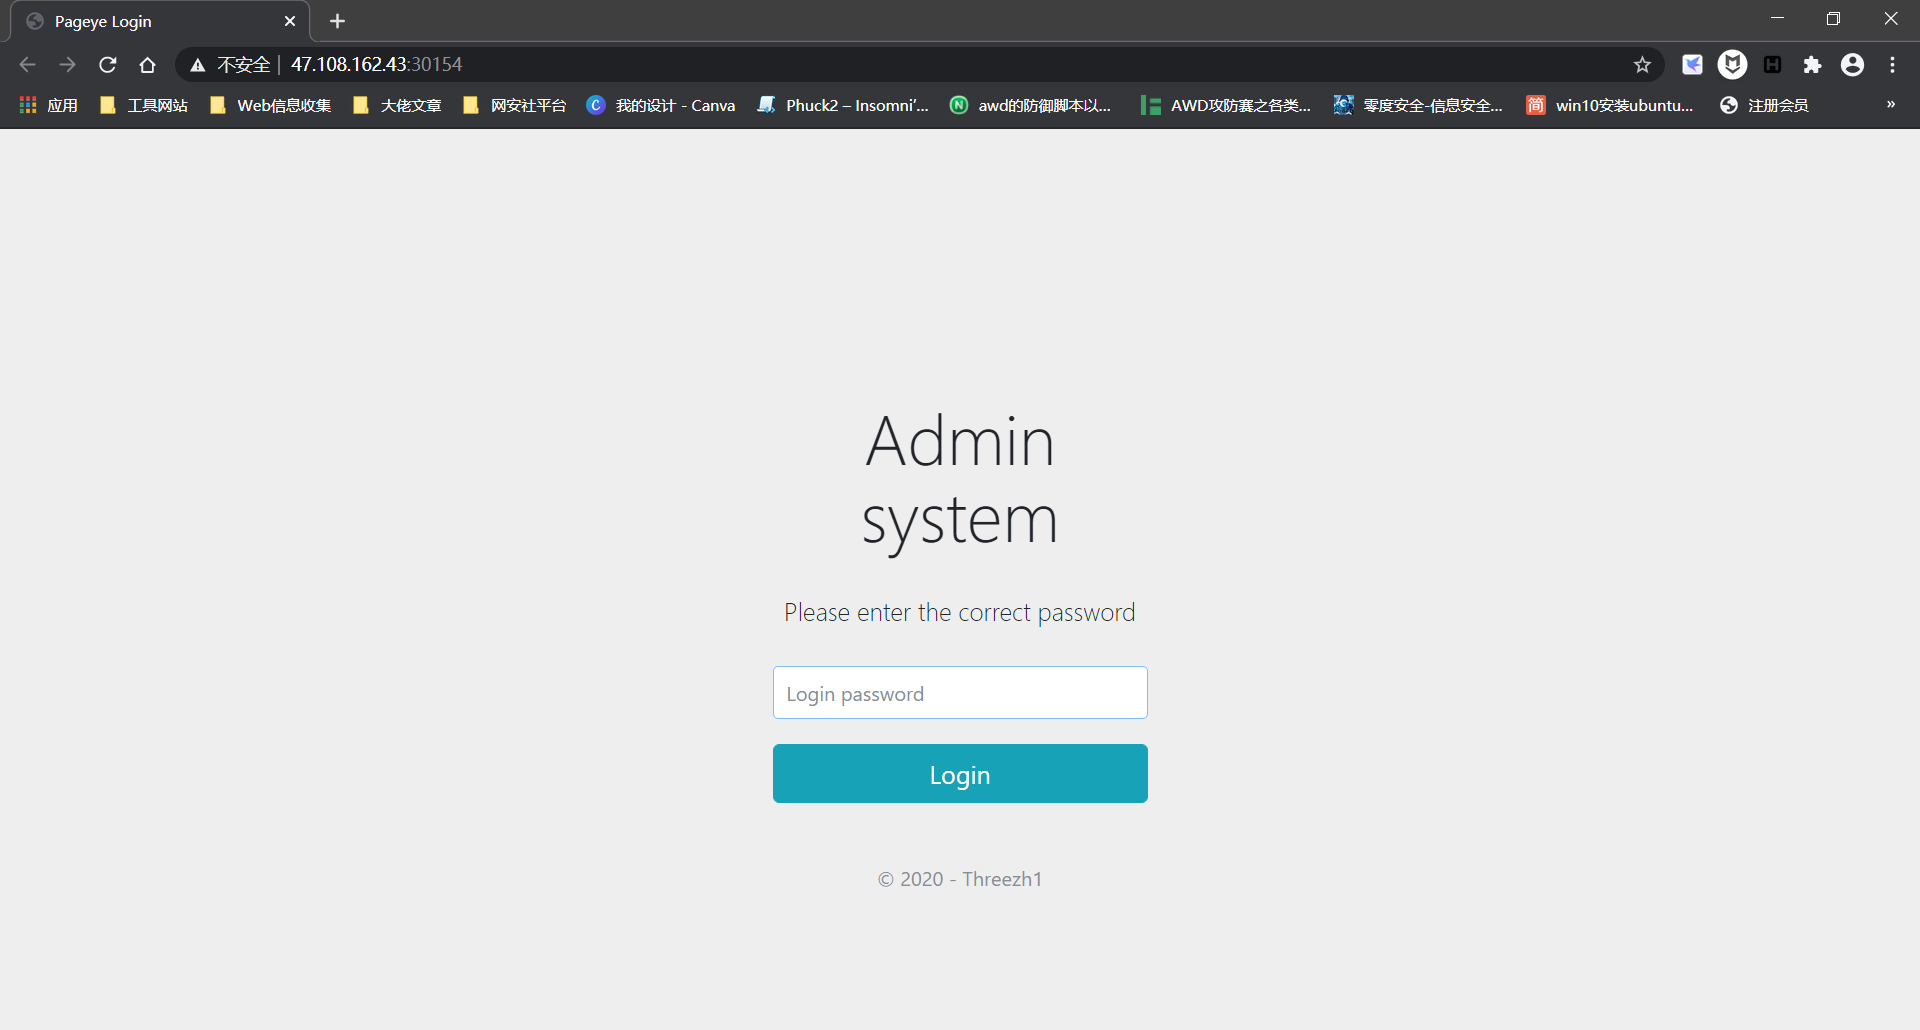 Pageye Login
不安全 | 47.108.162.43:30154
应用 工具网站 Web信息收集 大佬文章 网安社平台 我的设计 - Canva Phuck2 – Insomni'... awd的防御脚本以... AWD攻防赛之各类... 零度安全-信息安全... 简 win10安装ubuntu... 注册会员 »
Admin
system
Please enter the correct password
Login password
Login
© 2020 - Threezh1